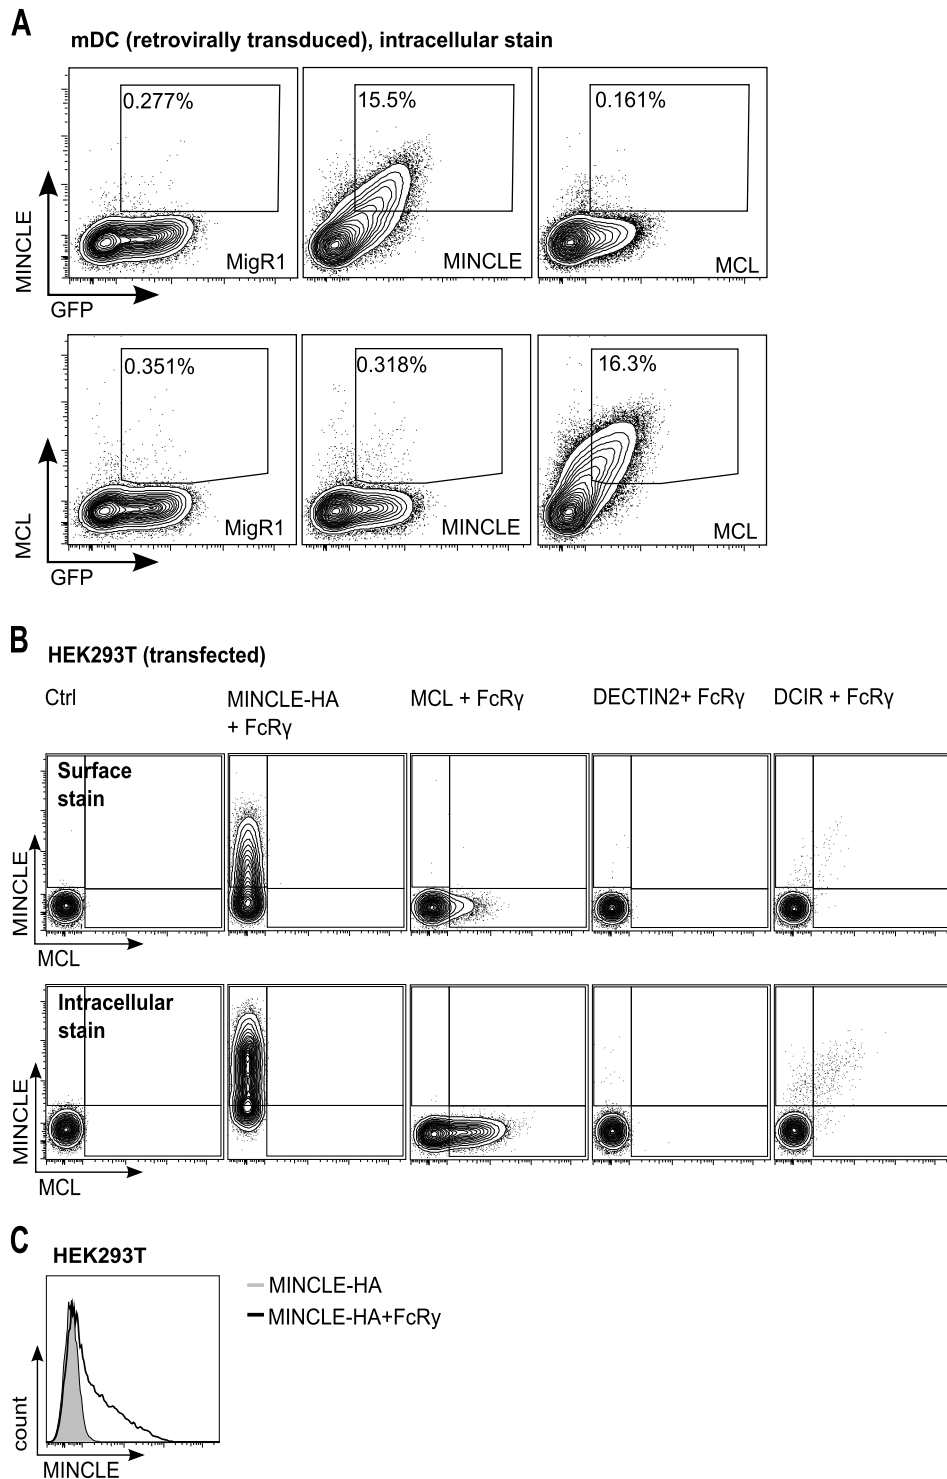 A
mDC (retrovirally transduced), intracellular stain
0.277%
15.5%
0.161%
MINCLE
MigR1
MINCLE
MCL
GFP
0.351%
0.318%
16.3%
MCL
MigR1
MINCLE
MCL
GFP
B
HEK293T (transfected)
Ctrl
MINCLE-HA
+ FcRγ
MCL + FcRγ
DECTIN2+ FcRγ
DCIR + FcRγ
Surface
stain
MINCLE
MCL
Intracellular
stain
MINCLE
MCL
C
HEK293T
MINCLE-HA
MINCLE-HA+FcRy
count
MINCLE